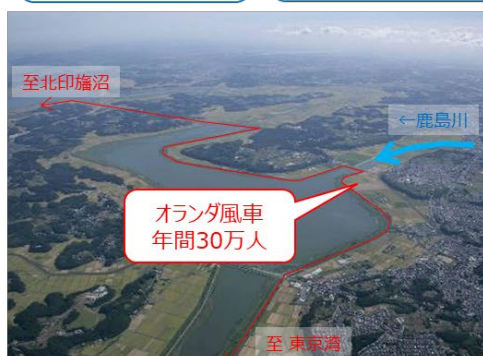 至北印旛沼
←鹿島川
オランダ風車
年間30万人
至 東京湾